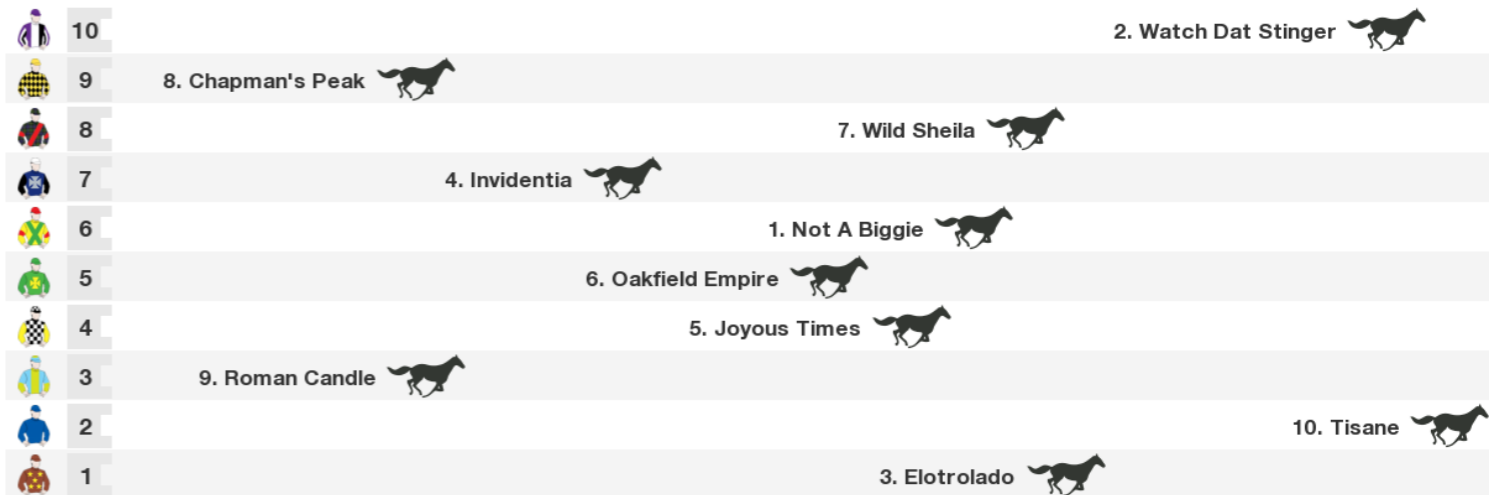 10 2. Watch Dat Stinger
9 8. Chapman's Peak
8 7. Wild Sheila
7 4. Invidentia
6 1. Not A Biggie
5 6. Oakfield Empire
4 5. Joyous Times
3 9. Roman Candle
2 10. Tisane
1 3. Elotrolado